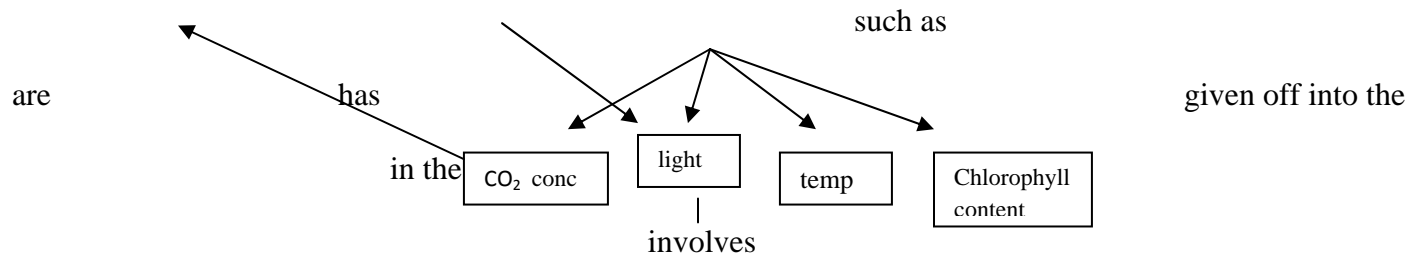 such as
are has given off into the
in the CO₂ conc light temp Chlorophyll content
involves